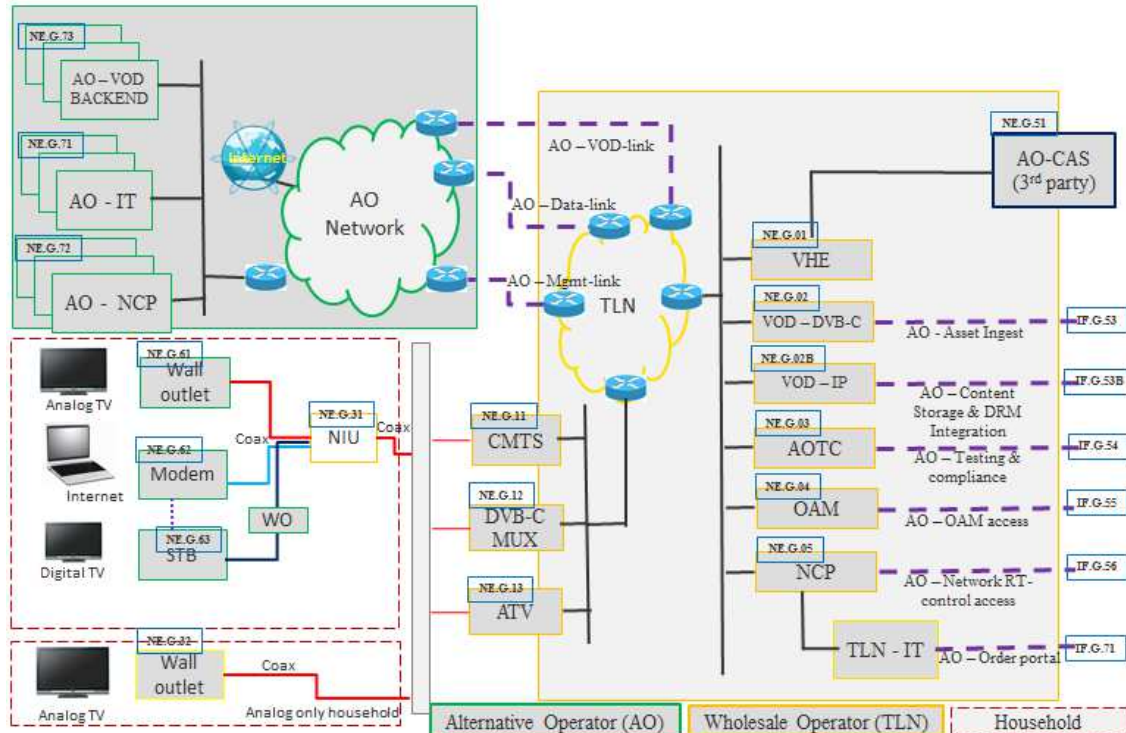 NE.G.73
AO – VOD
BACKEND
NE.G.71
AO - IT
NE.G.72
AO - NCP
Internet
AO
Network
AO – VOD-link
AO – Data-link
AO – Mgmt-link
TLN
NE.G.51
AO-CAS
(3rd party)
NE.G.01
VHE
NE.G.02
VOD – DVB-C
AO - Asset Ingest
IF.G.53
NE.G.02B
VOD – IP
AO – Content
Storage & DRM
Integration
IF.G.53B
NE.G.03
AOTC
AO – Testing &
compliance
IF.G.54
NE.G.04
OAM
AO – OAM access
IF.G.55
NE.G.05
NCP
AO – Network RT-
control access
IF.G.56
TLN - IT
AO – Order portal
IF.G.71
Analog TV
NE.G.61
Wall
outlet
Internet
NE.G.62
Modem
Coax
NE.G.31
NIU
Coax
WO
Digital TV
NE.G.63
STB
NE.G.11
CMTS
NE.G.12
DVB-C
MUX
NE.G.13
ATV
Analog TV
NE.G.32
Wall
outlet
Coax
Analog only household
Alternative Operator (AO)
Wholesale Operator (TLN)
Household